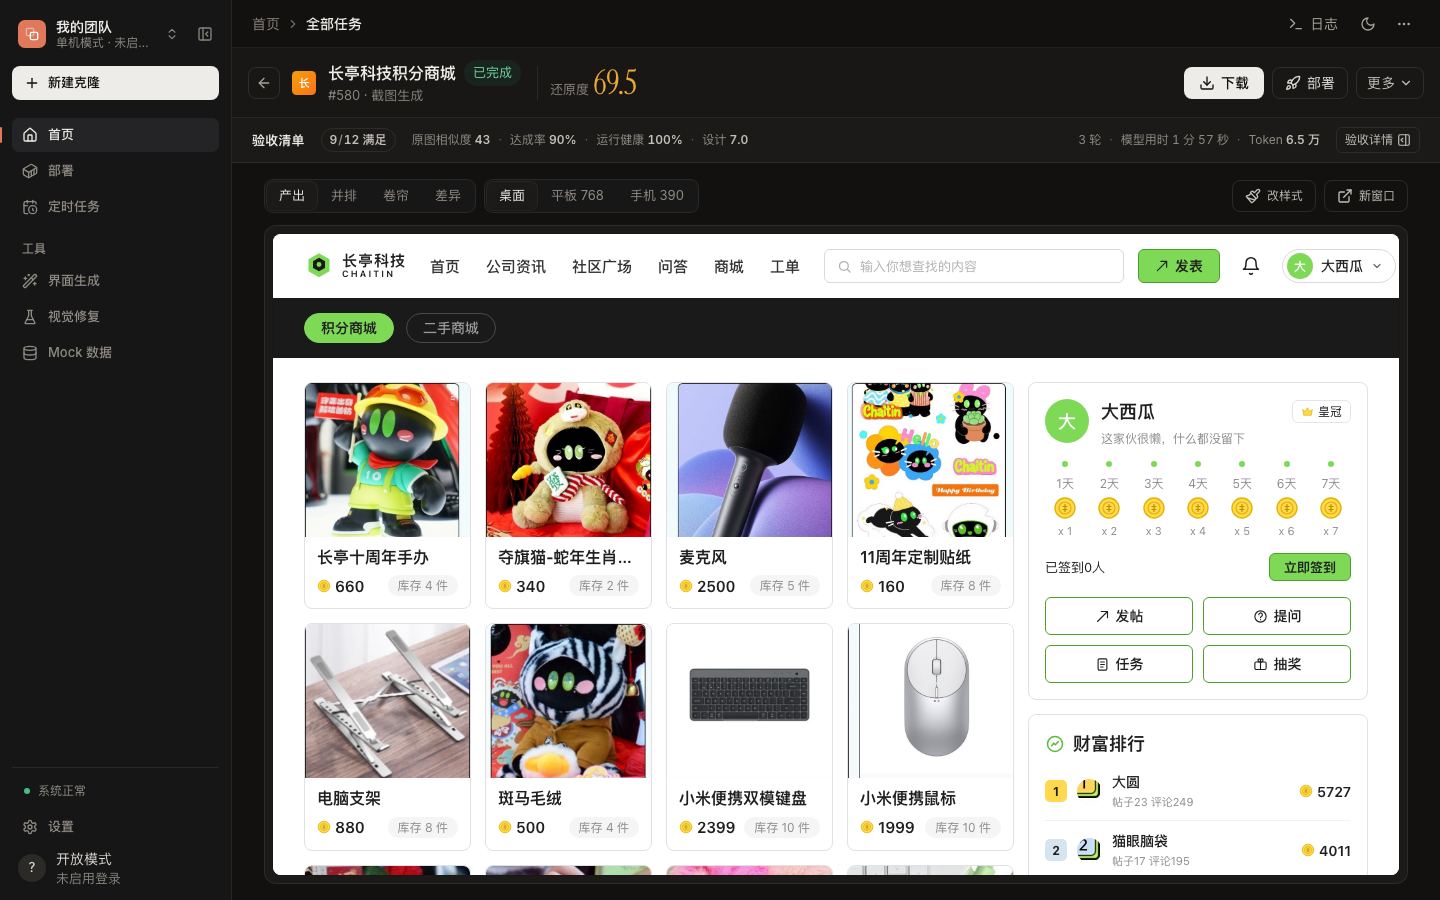 我的团队
单机模式 · 未启...
新建克隆
首页
部署
定时任务
工具
界面生成
视觉修复
Mock 数据
系统正常
设置
?
开放模式
未启用登录
首页 > 全部任务
日志
长
长亭科技积分商城
已完成
#580 · 截图生成
还原度 69.5
下载
部署
更多
验收清单
9/12 满足
原图相似度 43 · 达成率 90% · 运行健康 100% · 设计 7.0
3 轮 · 模型用时 1 分 57 秒 · Token 6.5 万
验收详情
产出 并排 卷帘 差异
桌面 平板 768 手机 390
改样式
新窗口
长亭科技
CHAITIN
首页 公司资讯 社区广场 问答 商城 工单
输入你想查找的内容
发表
大
大西瓜
积分商城
二手商城
Chaitin
Hello
Chaitin
Happy Birthday
長亭十周年手办
660
库存 4 件
夺旗猫-蛇年生肖...
340
库存 2 件
麦克风
2500
库存 5 件
11周年定制贴纸
160
库存 8 件
电脑支架
880
库存 8 件
斑马毛绒
500
库存 4 件
小米便携双模键盘
2399
库存 10 件
小米便携鼠标
1999
库存 10 件
大
大西瓜
皇冠
这家伙很懒，什么都没留下
1天 2天 3天 4天 5天 6天 7天
x 1 x 2 x 3 x 4 x 5 x 6 x 7
已签到0人
立即签到
发帖
提问
任务
抽奖
财富排行
1
大圆
帖子23 评论249
5727
2
2
猫眼脑袋
帖子17 评论195
4011